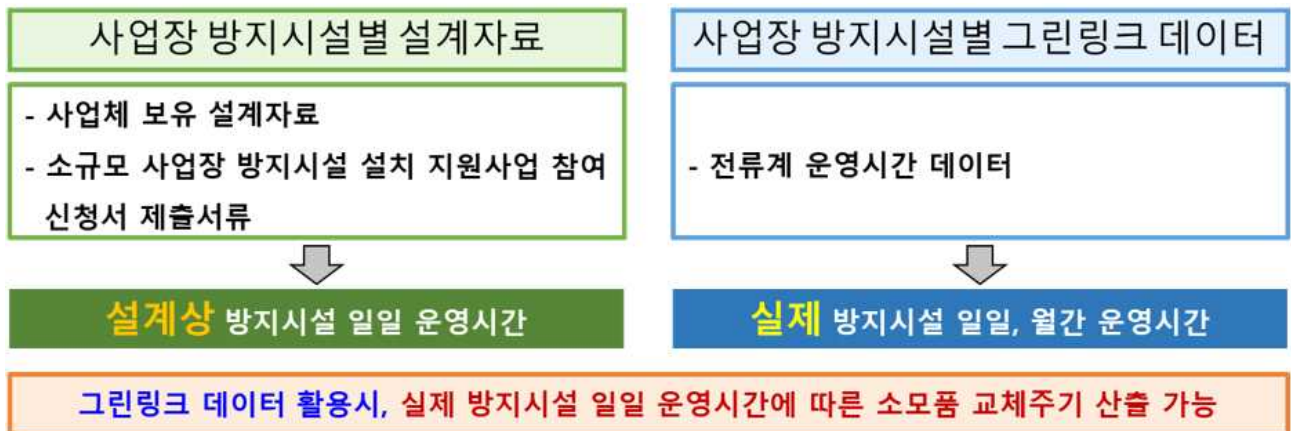 사업장 방지시설별 설계자료
- 사업체 보유 설계자료
- 소규모 사업장 방지시설 설치 지원사업 참여
신청서 제출서류
설계상 방지시설 일일 운영시간
사업장 방지시설별 그린링크 데이터
- 전류계 운영시간 데이터
실제 방지시설 일일, 월간 운영시간
그린링크 데이터 활용시, 실제 방지시설 일일 운영시간에 따른 소모품 교체주기 산출 가능